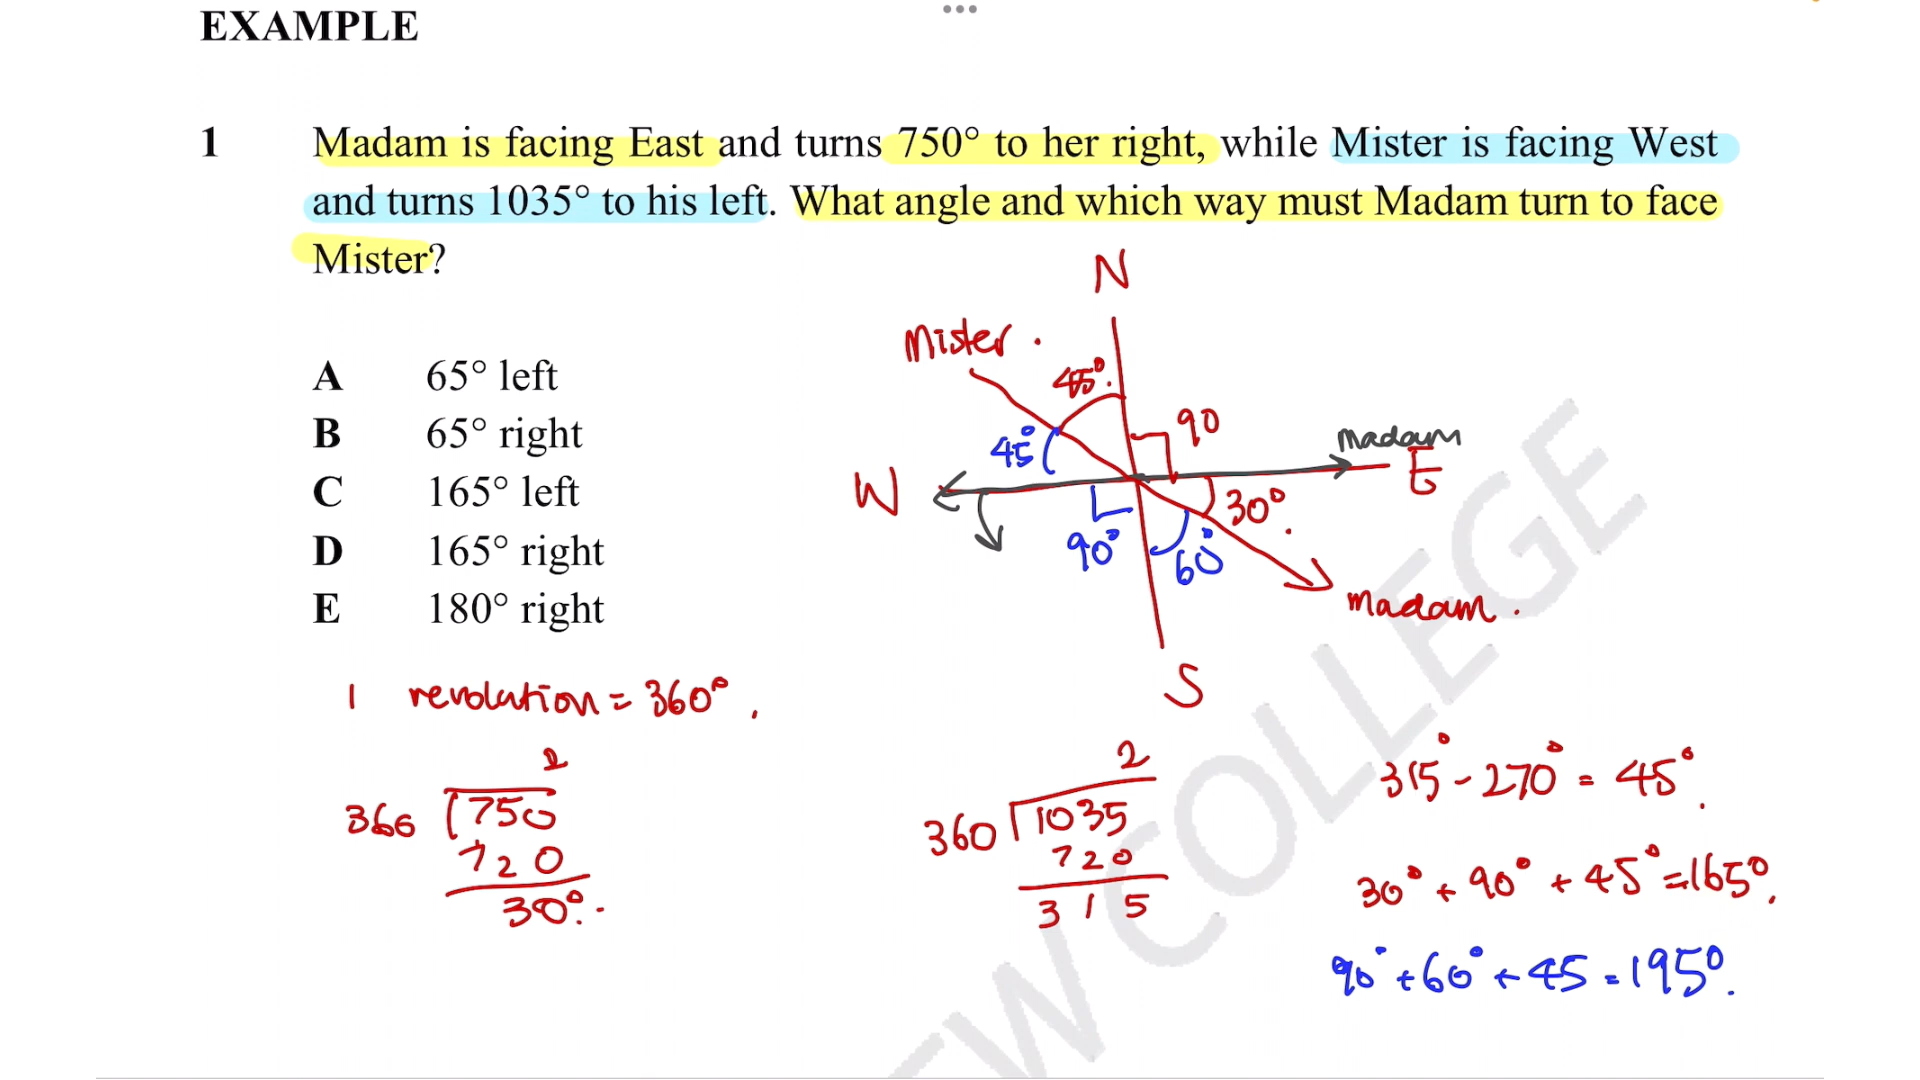 EXAMPLE
1 Madam is facing East and turns 750° to her right, while Mister is facing West
and turns 1035° to his left. What angle and which way must Madam turn to face
Mister?
A 65° left
B 65° right
C 165° left
D 165° right
E 180° right
N
Mister.
45°.
90
45°
madam
W
E
30°.
90°
60°
madam.
S
1 revolution = 360°.
2
360 750
720
30°.
2
360 1035
720
315
315° - 270° = 45°.
30° + 90° + 45° = 165°.
90° + 60° + 45 = 195°.
EW COLLEGE